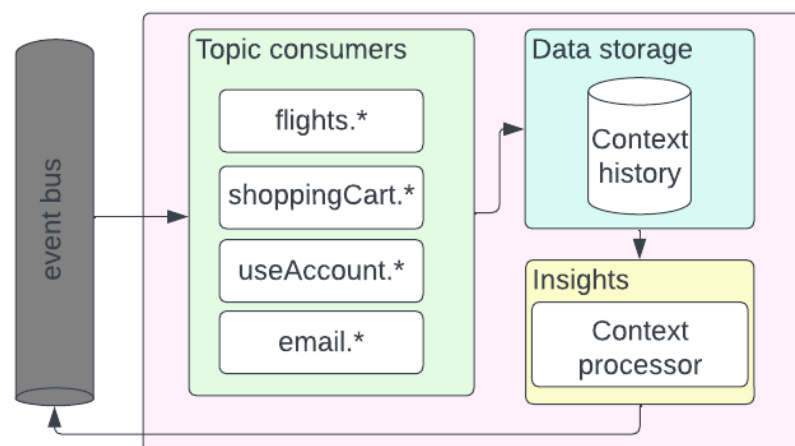 event bus
Topic consumers
flights.*
shoppingCart.*
useAccount.*
email.*
Data storage
Context
history
Insights
Context
processor